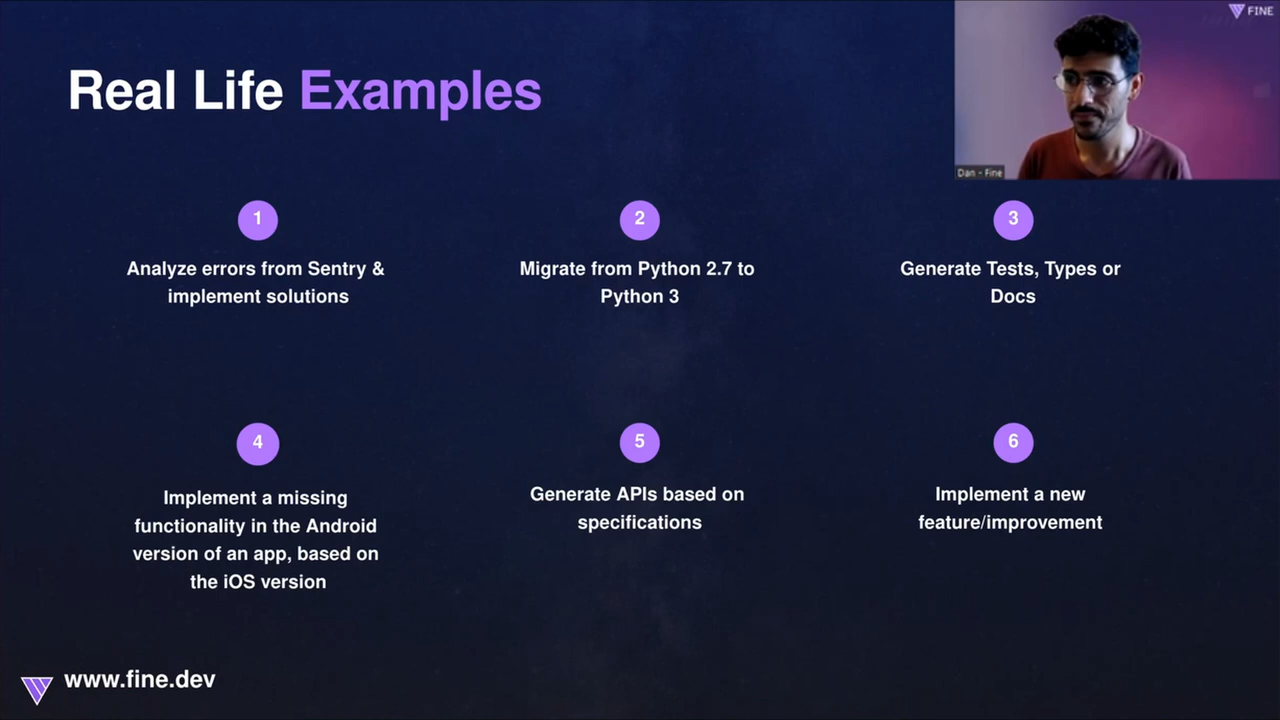 FINE
Real Life Examples
Dan - Fine
1
Analyze errors from Sentry &
implement solutions
2
Migrate from Python 2.7 to
Python 3
3
Generate Tests, Types or
Docs
4
Implement a missing
functionality in the Android
version of an app, based on
the iOS version
5
Generate APIs based on
specifications
6
Implement a new
feature/improvement
www.fine.dev